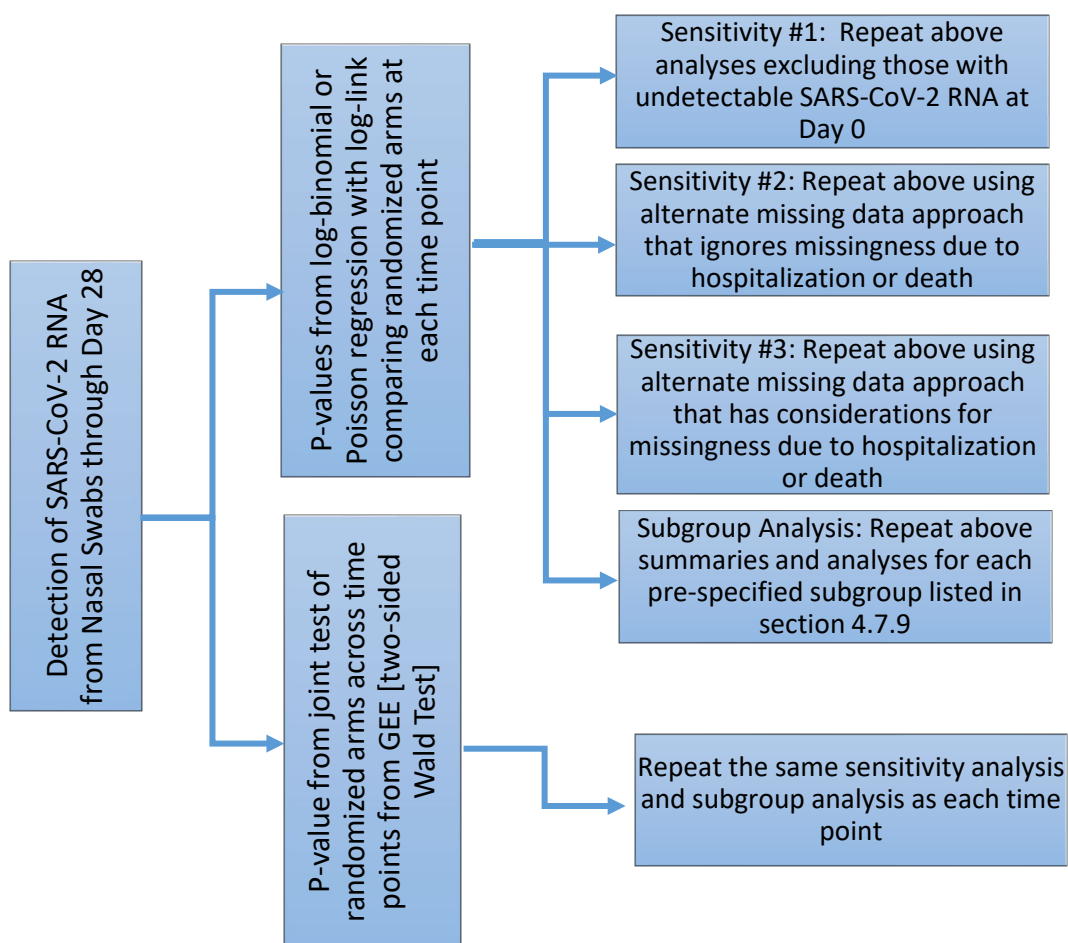 Detection of SARS-CoV-2 RNA
from Nasal Swabs through Day 28
P-values from log-binomial or
Poisson regression with log-link
comparing randomized arms at
each time point
Sensitivity #1:  Repeat above
analyses excluding those with
undetectable SARS-CoV-2 RNA at
Day 0
Sensitivity #2: Repeat above using
alternate missing data approach
that ignores missingness due to
hospitalization or death
Sensitivity #3: Repeat above using
alternate missing data approach
that has considerations for
missingness due to hospitalization
or death
Subgroup Analysis: Repeat above
summaries and analyses for each
pre-specified subgroup listed in
section 4.7.9
P-value from joint test of
randomized arms across time
points from GEE [two-sided
Wald Test]
Repeat the same sensitivity analysis
and subgroup analysis as each time
point